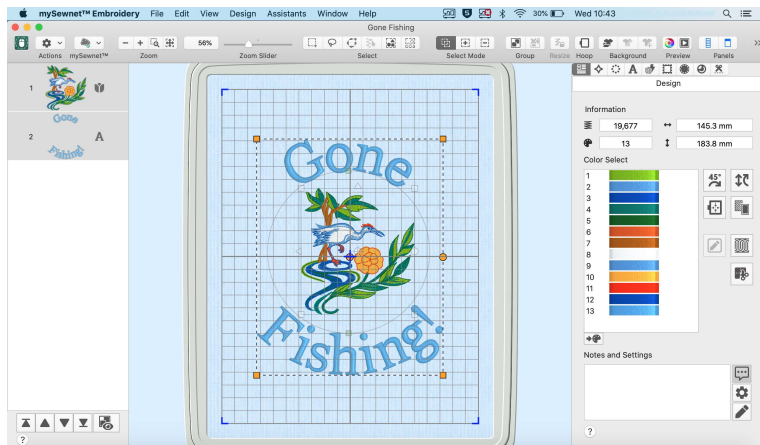 mySewnet™ Embroidery File Edit View Design Assistants Window Help 30% Wed 10:43
Gone Fishing
56%
Actions mySewnet™ Zoom Zoom Slider Select Select Mode Group Resize Hoop Background Preview Panels
Design
Information
19,677 145.3 mm
13 183.8 mm
Color Select
1
2
3
4
5
6
7
8
9
10
11
12
13
45°
Notes and Settings
?
1
Gone
2 A
Fishing!
?
Gone
Fishing!